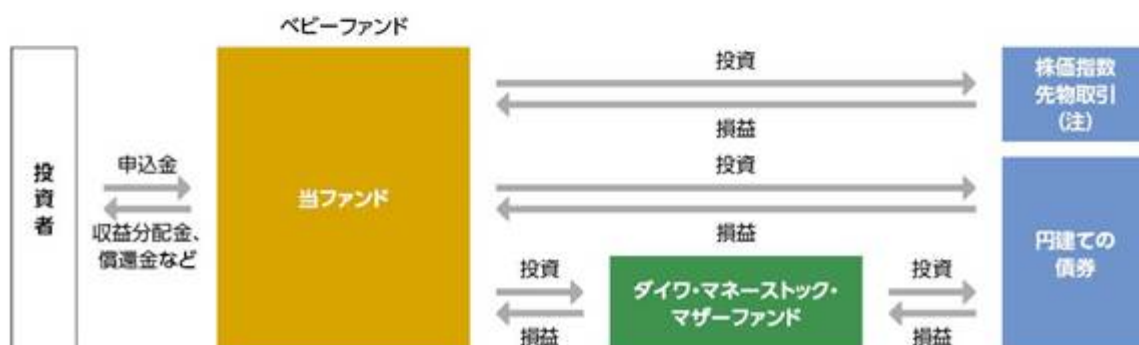 ベビーファンド
投資者
申込金
収益分配金、
償還金など
当ファンド
投資
損益
株価指数
先物取引
(注)
投資
損益
円建ての
債券
投資
損益
ダイワ・マネーストック・
マザーファンド
投資
損益